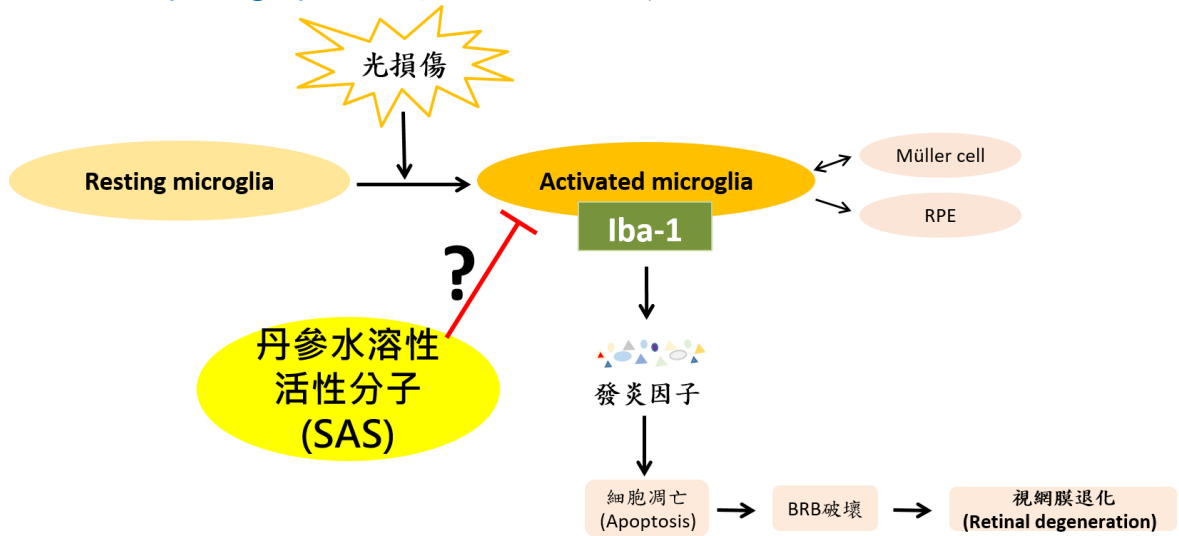 光損傷
Resting microglia
Activated microglia
Iba-1
Müller cell
RPE
?
丹參水溶性
活性分子
(SAS)
發炎因子
細胞凋亡
(Apoptosis)
BRB破壞
視網膜退化
(Retinal degeneration)